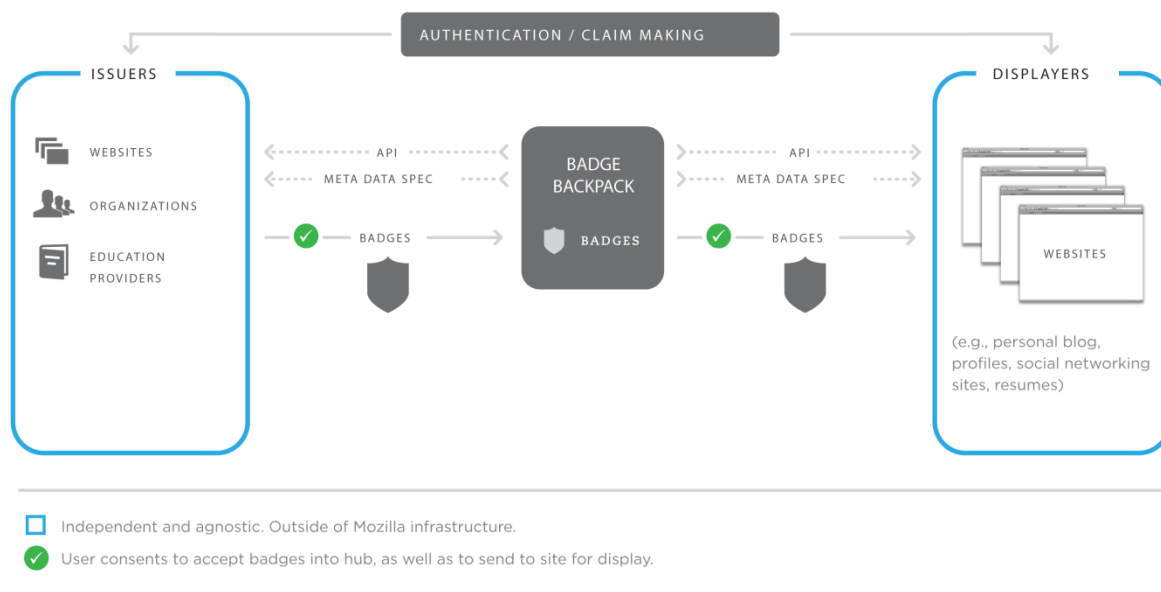 AUTHENTICATION / CLAIM MAKING
ISSUERS
WEBSITES
ORGANIZATIONS
EDUCATION
PROVIDERS
API
META DATA SPEC
BADGES
BADGE
BACKPACK
BADGES
API
META DATA SPEC
BADGES
DISPLAYERS
WEBSITES
(e.g., personal blog,
profiles, social networking
sites, resumes)
Independent and agnostic. Outside of Mozilla infrastructure.
User consents to accept badges into hub, as well as to send to site for display.